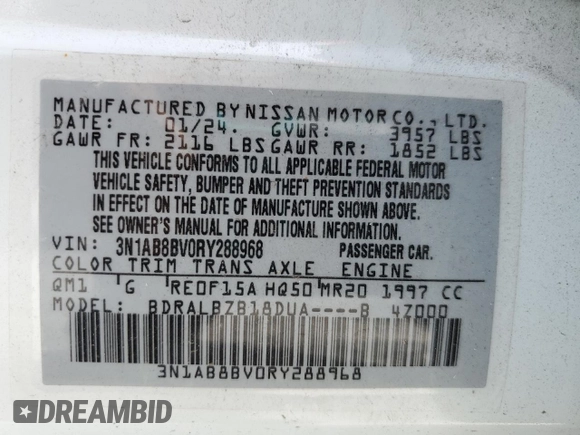 MANUFACTURED BY NISSAN MOTOR CO., LTD.
DATE: 01/24. GVWR: 3957 LBS
GAWR FR: 2116 LBS GAWR RR: 1852 LBS
THIS VEHICLE CONFORMS TO ALL APPLICABLE FEDERAL MOTOR
VEHICLE SAFETY, BUMPER AND THEFT PREVENTION STANDARDS
IN EFFECT ON THE DATE OF MANUFACTURE SHOWN ABOVE.
SEE OWNER'S MANUAL FOR ADDITIONAL INFORMATION.
VIN: 3N1AB8BV0RY288968 PASSENGER CAR.
COLOR TRIM TRANS AXLE ENGINE
QM1 G RE0F15A HQ50 MR20 1997 CC
MODEL: BDRALBZB18DUA----B 47000
3N1AB8BV0RY288968
DREAMBID